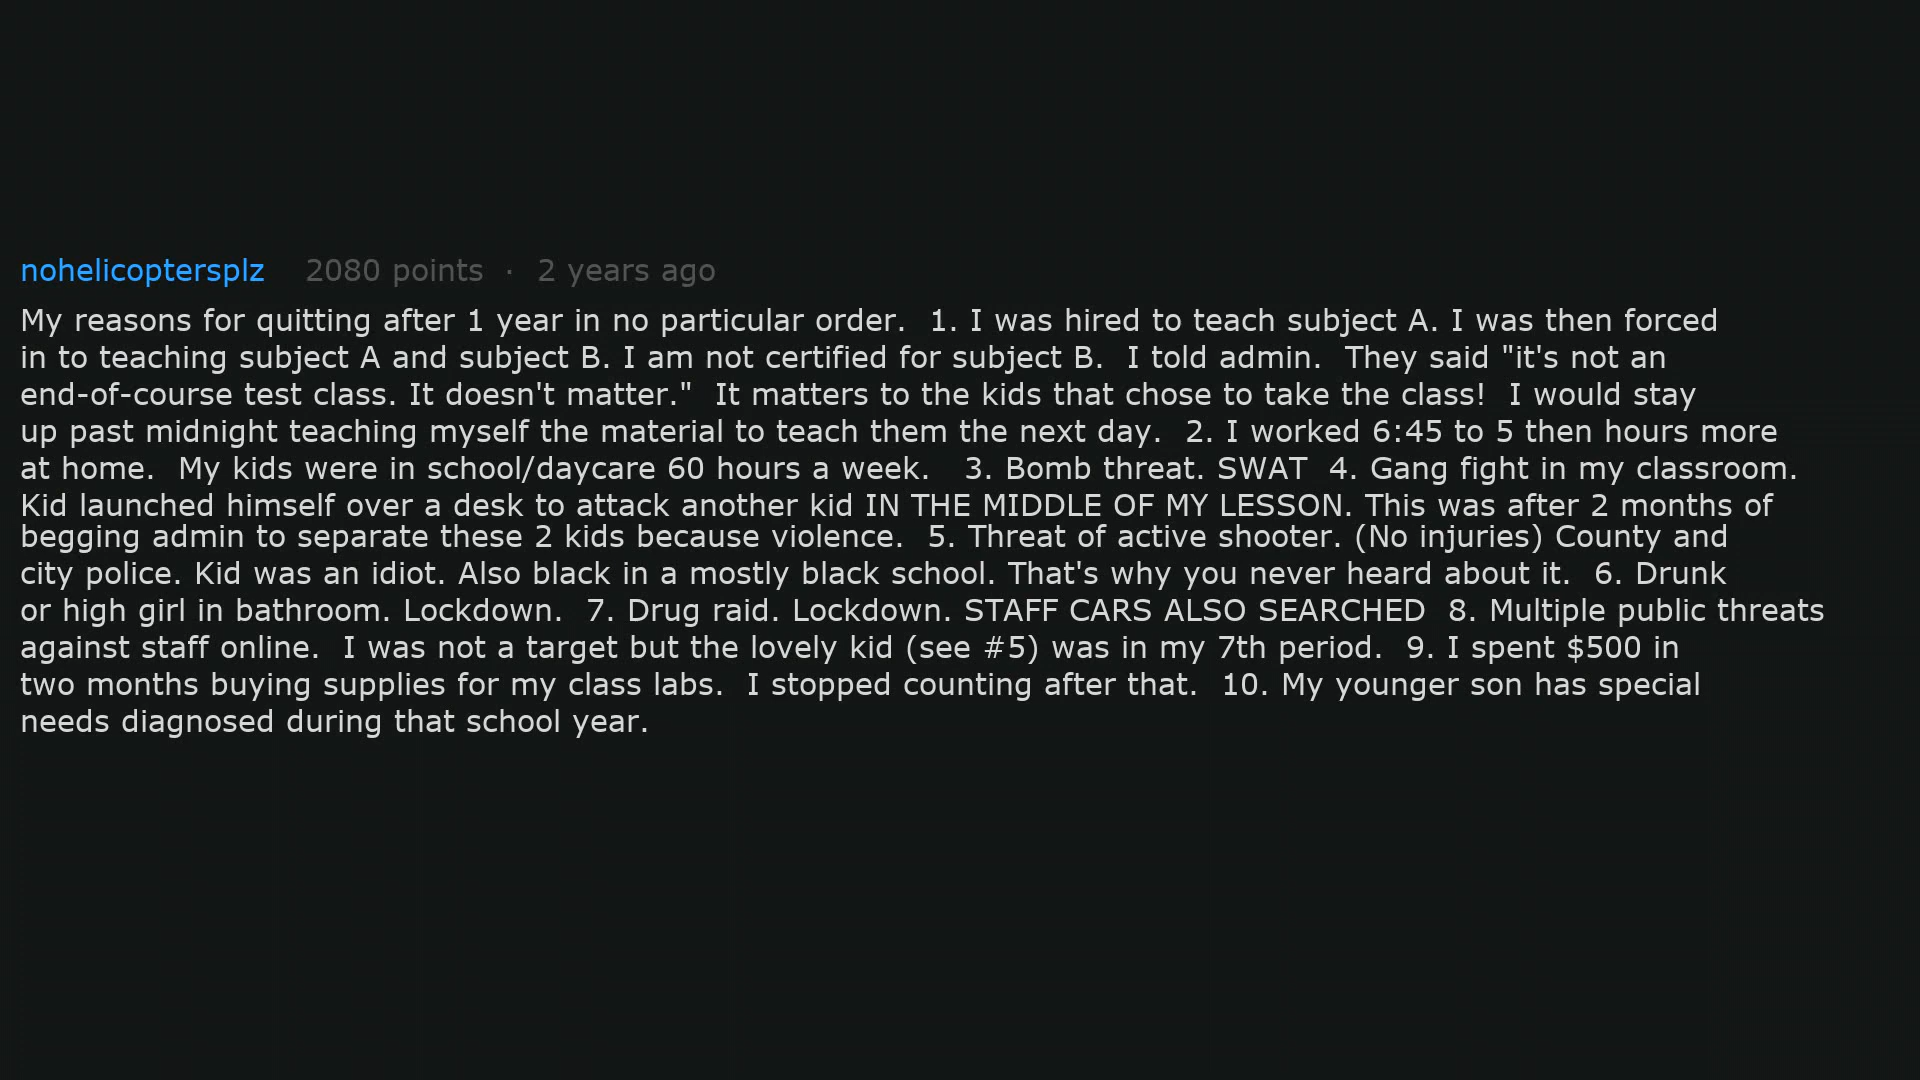 nohelicoptersplz 2080 points · 2 years ago
My reasons for quitting after 1 year in no particular order.  1. I was hired to teach subject A. I was then forced
in to teaching subject A and subject B. I am not certified for subject B.  I told admin.  They said "it's not an
end-of-course test class. It doesn't matter."  It matters to the kids that chose to take the class!  I would stay
up past midnight teaching myself the material to teach them the next day.  2. I worked 6:45 to 5 then hours more
at home.  My kids were in school/daycare 60 hours a week.   3. Bomb threat. SWAT  4. Gang fight in my classroom.
Kid launched himself over a desk to attack another kid IN THE MIDDLE OF MY LESSON. This was after 2 months of
begging admin to separate these 2 kids because violence.  5. Threat of active shooter. (No injuries) County and
city police. Kid was an idiot. Also black in a mostly black school. That's why you never heard about it.  6. Drunk
or high girl in bathroom. Lockdown.  7. Drug raid. Lockdown. STAFF CARS ALSO SEARCHED  8. Multiple public threats
against staff online.  I was not a target but the lovely kid (see #5) was in my 7th period.  9. I spent $500 in
two months buying supplies for my class labs.  I stopped counting after that.  10. My younger son has special
needs diagnosed during that school year.